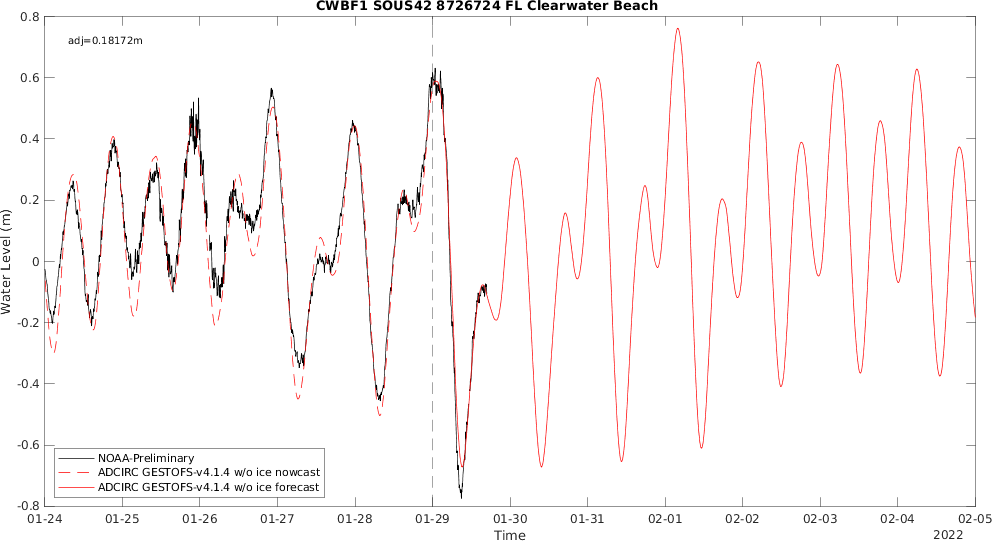 CWBF1 SOUS42 8726724 FL Clearwater Beach
adj=0.18172m
0.8
0.6
0.4
0.2
0
-0.2
-0.4
-0.6
-0.8
Water Level (m)
NOAA-Preliminary
ADCIRC GESTOFS-v4.1.4 w/o ice nowcast
ADCIRC GESTOFS-v4.1.4 w/o ice forecast
01-24 01-25 01-26 01-27 01-28 01-29 01-30 01-31 02-01 02-02 02-03 02-04 02-05
Time
2022